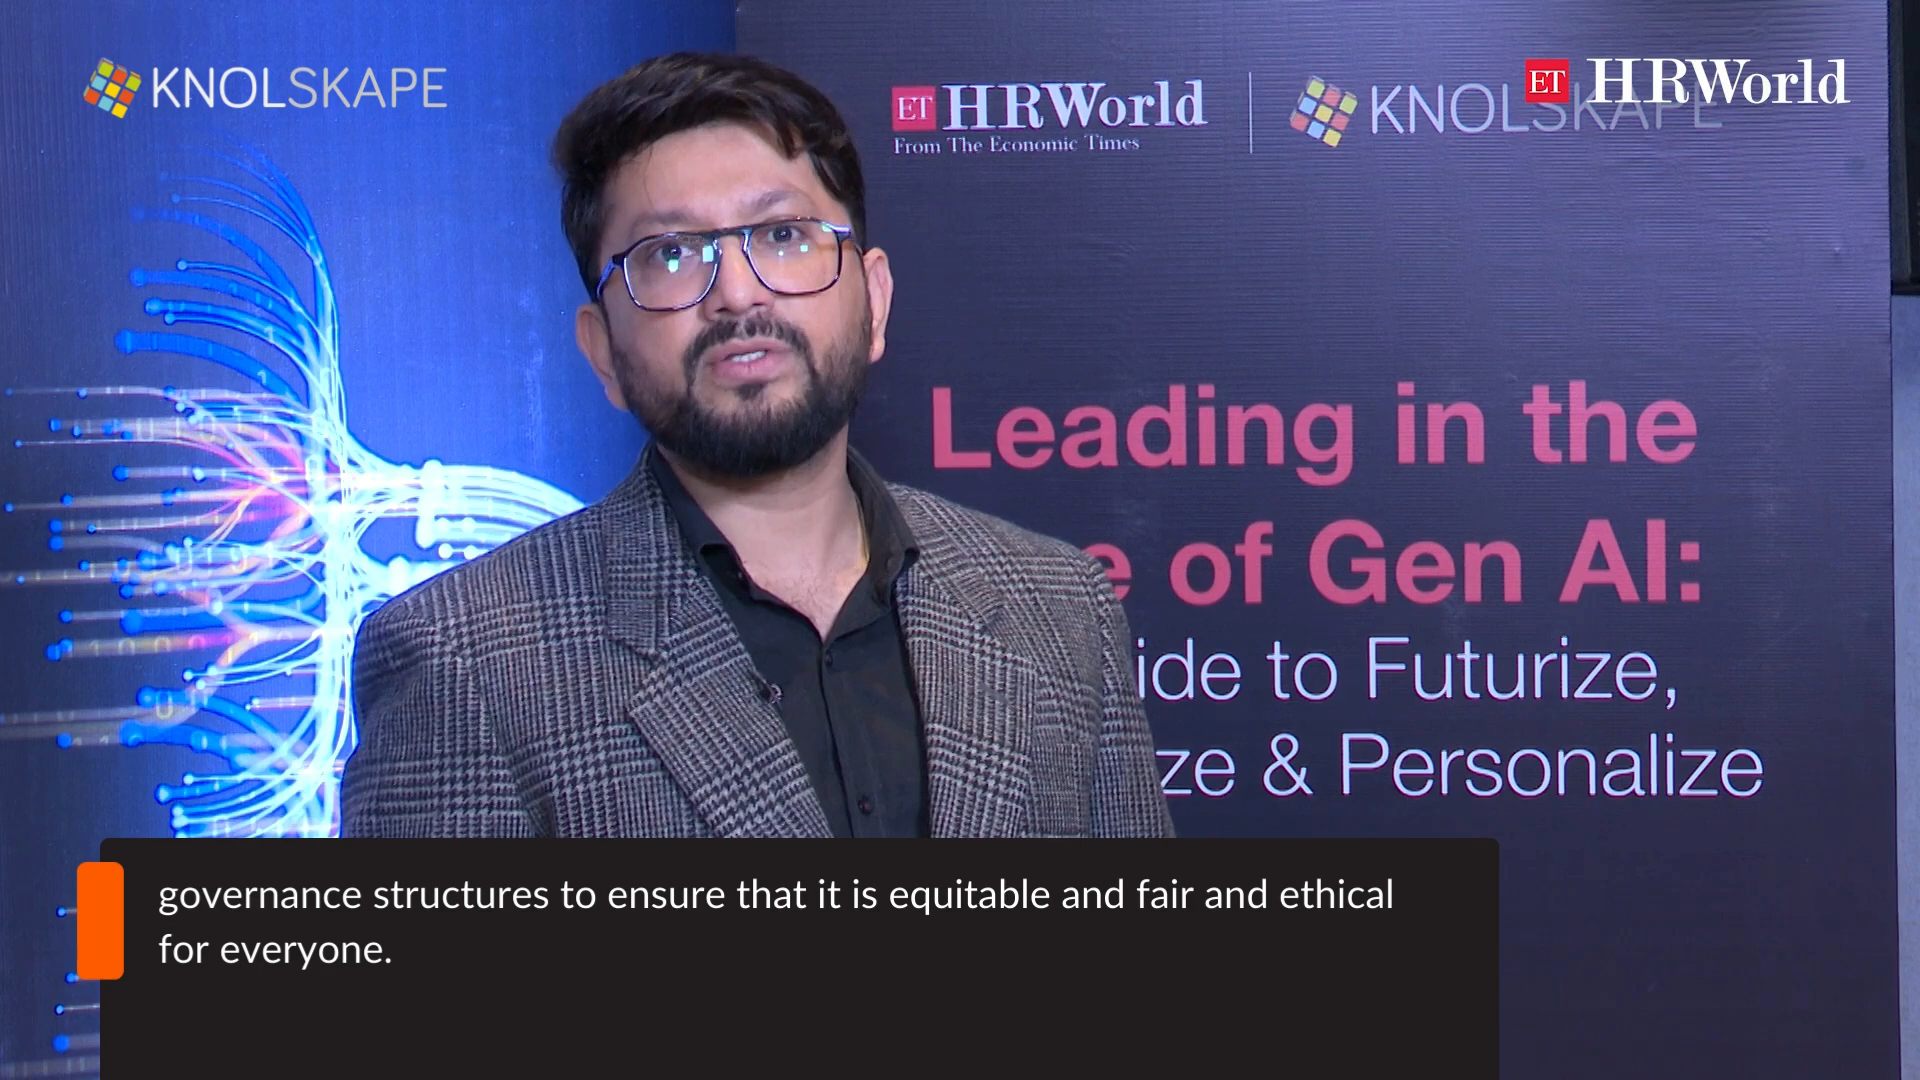 KNOLSKAPE
ET HRWorld
From The Economic Times
KNOLSKAPE
ET HRWorld
Leading in the
e of Gen AI:
ide to Futurize,
ze & Personalize
governance structures to ensure that it is equitable and fair and ethical
for everyone.